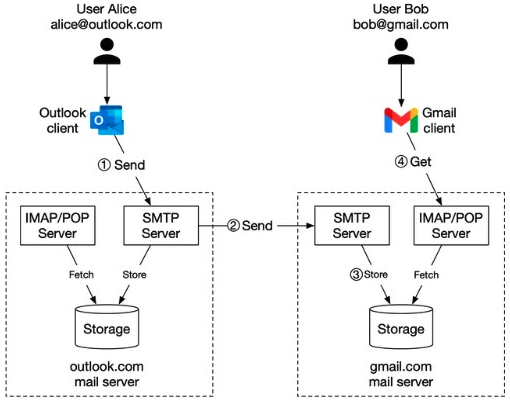 User Alice
alice@outlook.com
User Bob
bob@gmail.com
Outlook
client
O
Gmail
client
① Send
④ Get
IMAP/POP
Server
SMTP
Server
② Send
SMTP
Server
IMAP/POP
Server
Fetch
Store
③ Store
Fetch
Storage
Storage
outlook.com
mail server
gmail.com
mail server